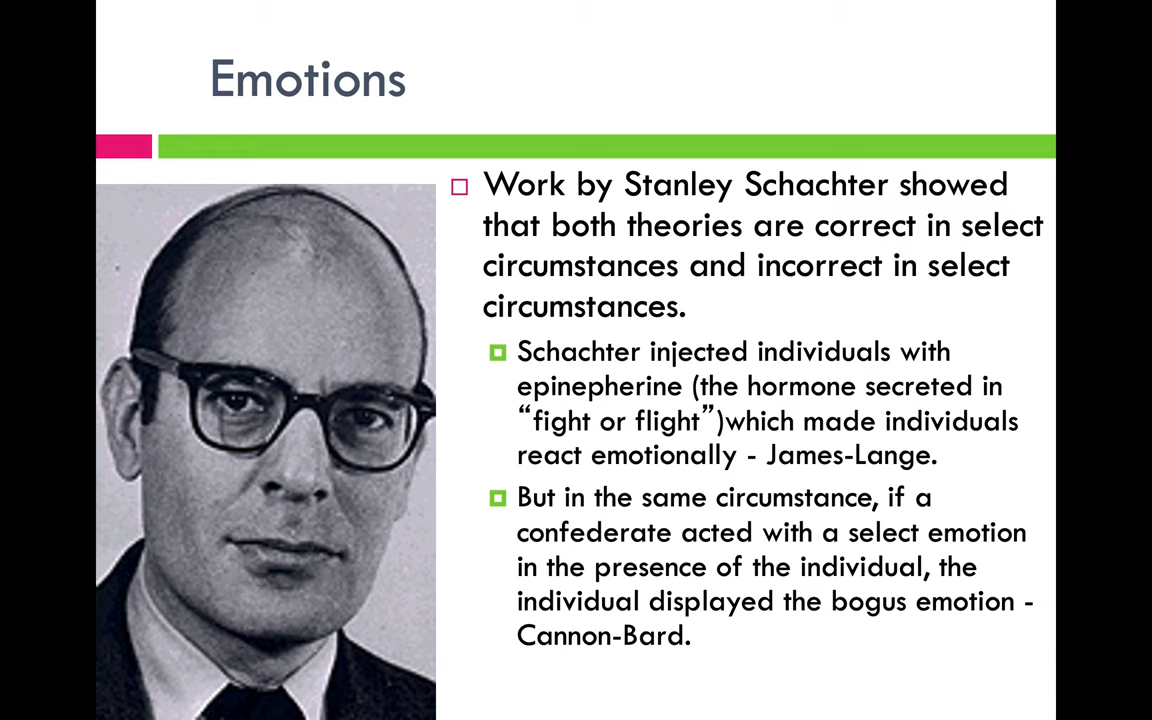 Emotions
Work by Stanley Schachter showed
that both theories are correct in select
circumstances and incorrect in select
circumstances.
Schachter injected individuals with
epinepherine (the hormone secreted in
“fight or flight”)which made individuals
react emotionally - James-Lange.
But in the same circumstance, if a
confederate acted with a select emotion
in the presence of the individual, the
individual displayed the bogus emotion -
Cannon-Bard.